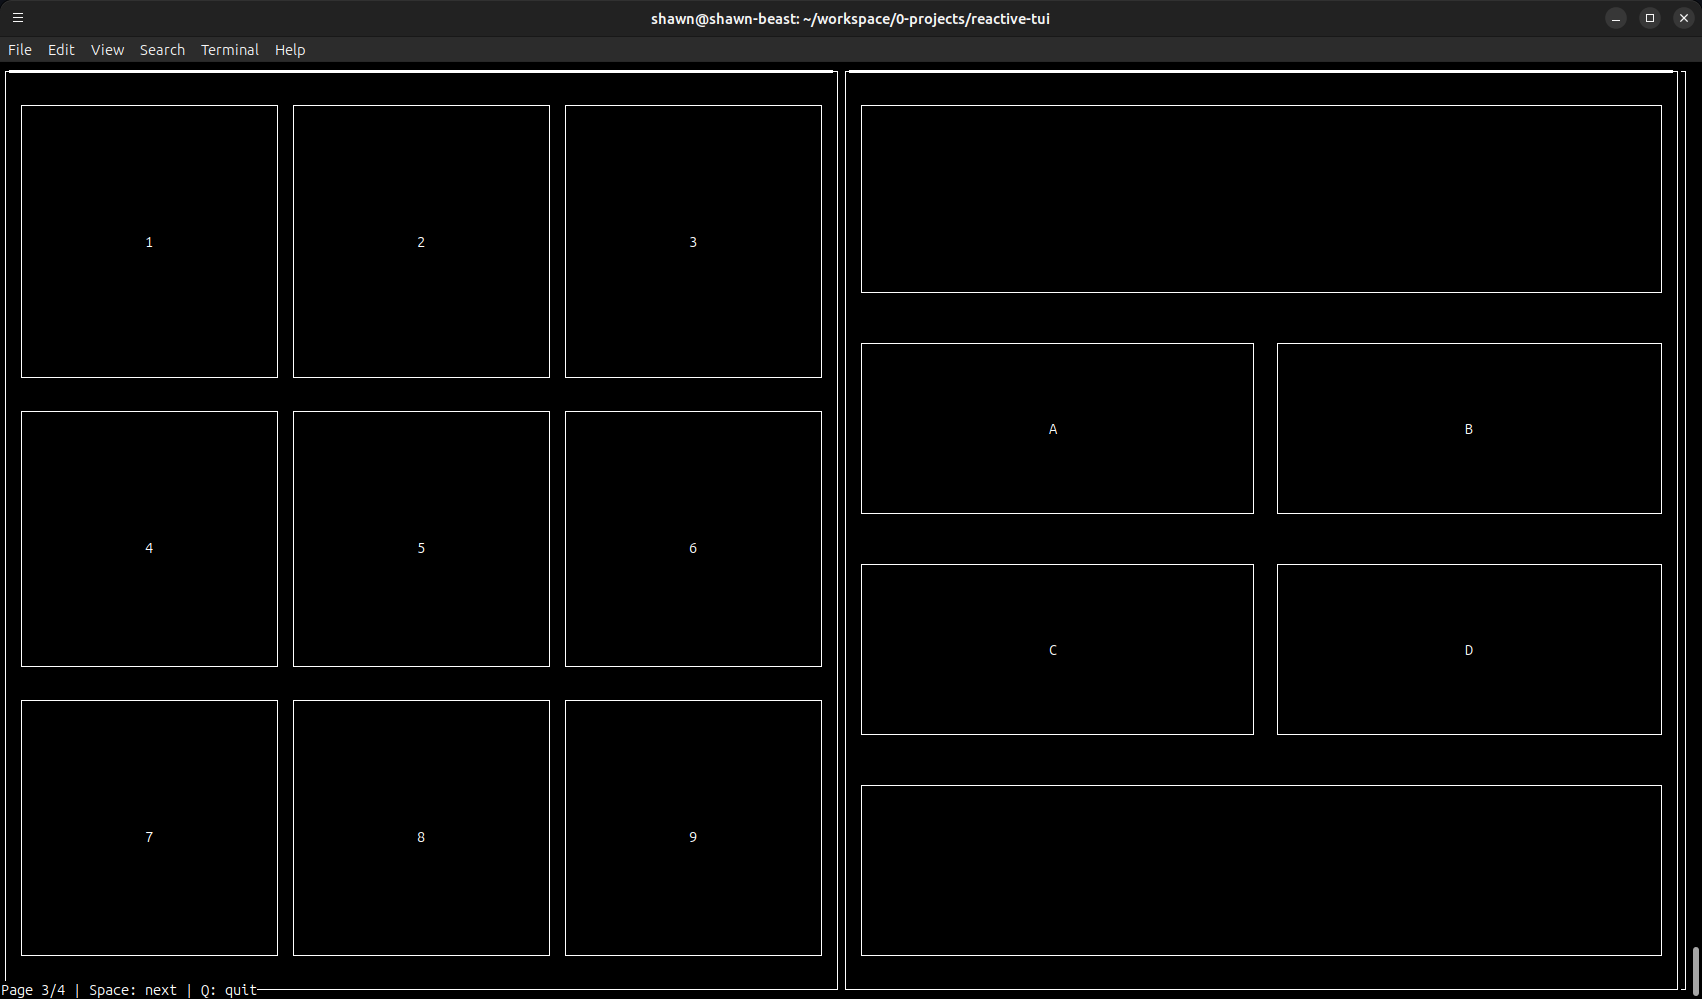 shawn@shawn-beast: ~/workspace/0-projects/reactive-tui
File Edit View Search Terminal Help
1 2 3
4 5 6
7 8 9
A B
C D
Page 3/4 | Space: next | Q: quit